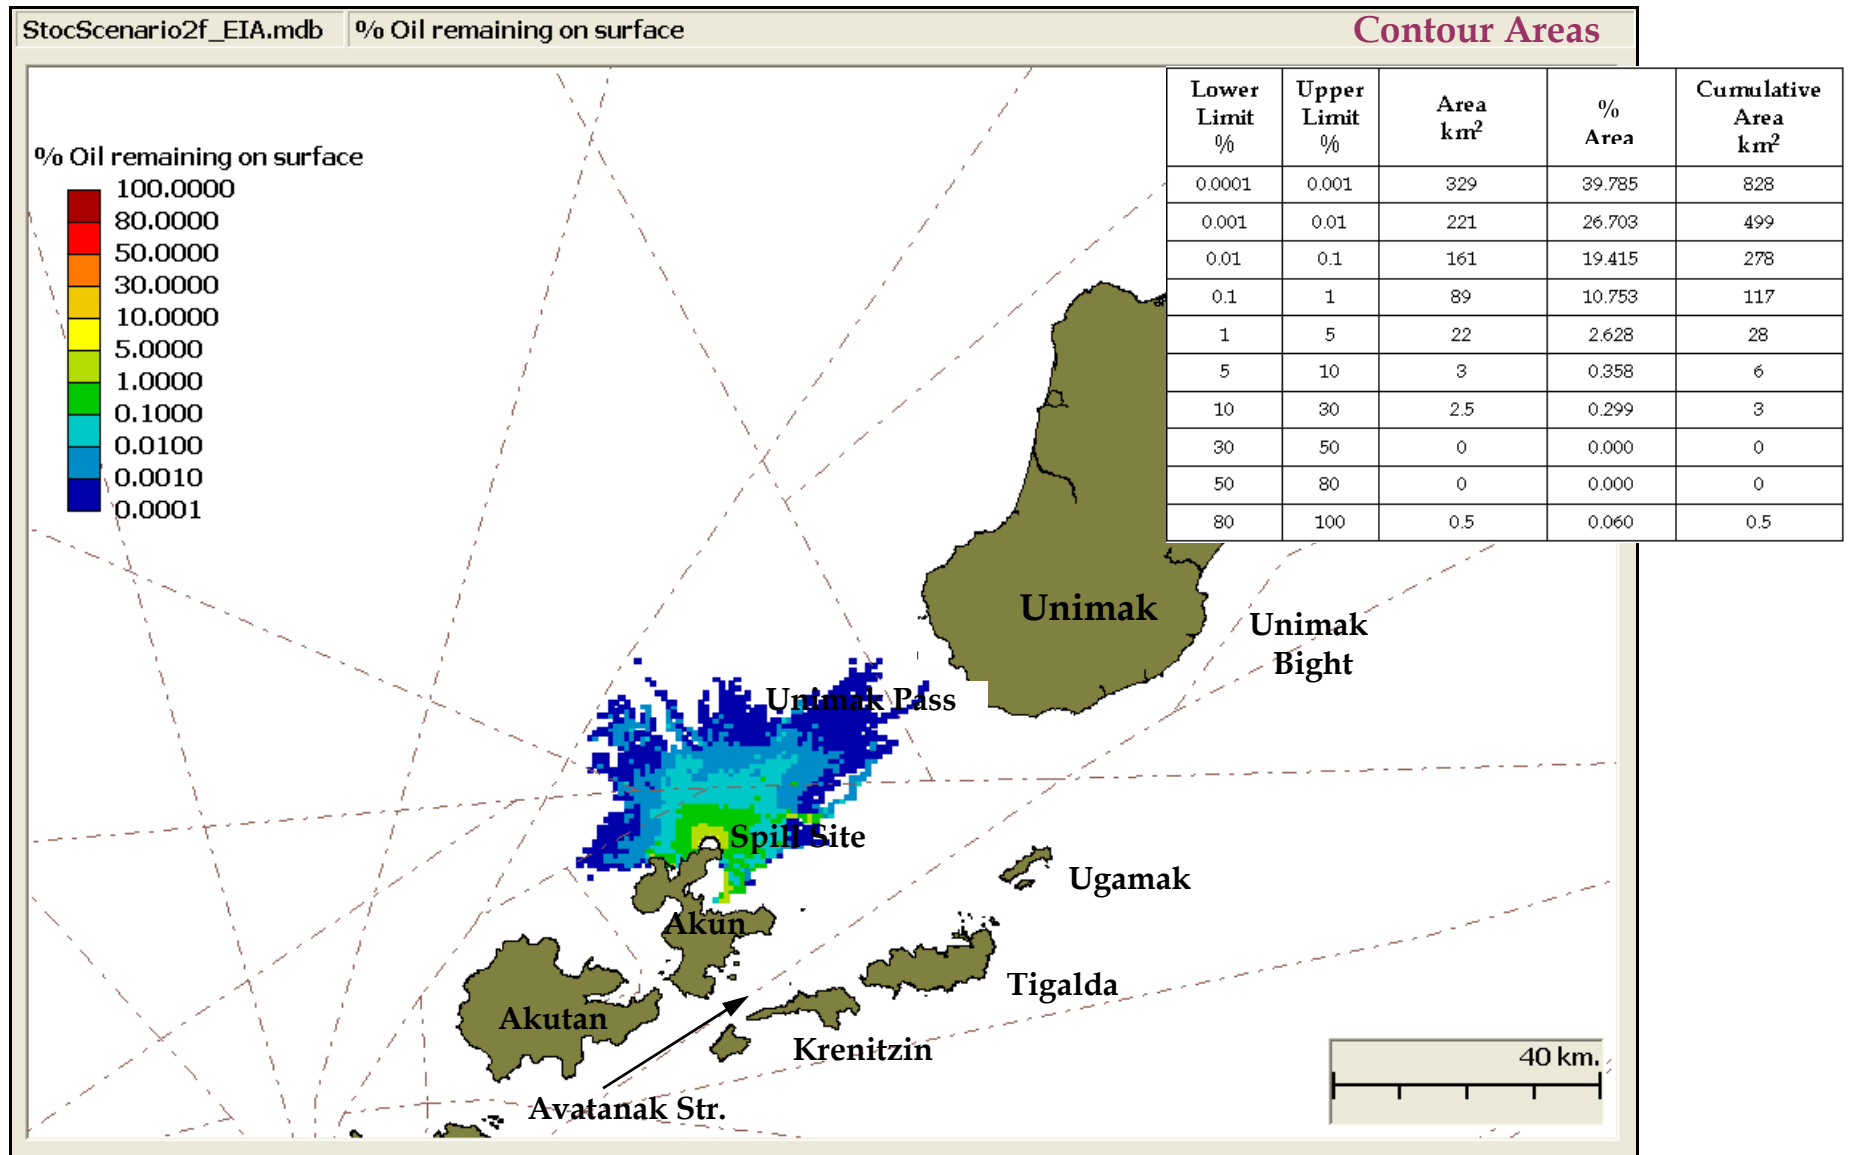 StocScenario2f_EIA.mdb % Oil remaining on surface Contour Areas
% Oil remaining on surface
100.0000
80.0000
50.0000
30.0000
10.0000
5.0000
1.0000
0.1000
0.0100
0.0010
0.0001
Lower Limit % Upper Limit % Area km² % Area Cumulative Area km²
0.0001 0.001 329 39.785 828
0.001 0.01 221 26.703 499
0.01 0.1 161 19.415 278
0.1 1 89 10.753 117
1 5 22 2.628 28
5 10 3 0.358 6
10 30 2.5 0.299 3
30 50 0 0.000 0
50 80 0 0.000 0
80 100 0.5 0.060 0.5
Unimak
Unimak
Bight
Unimak Pass
Spill Site
Ugamak
Akun
Tigalda
Akutan
Krenitzin
Avatanak Str.
40 km.